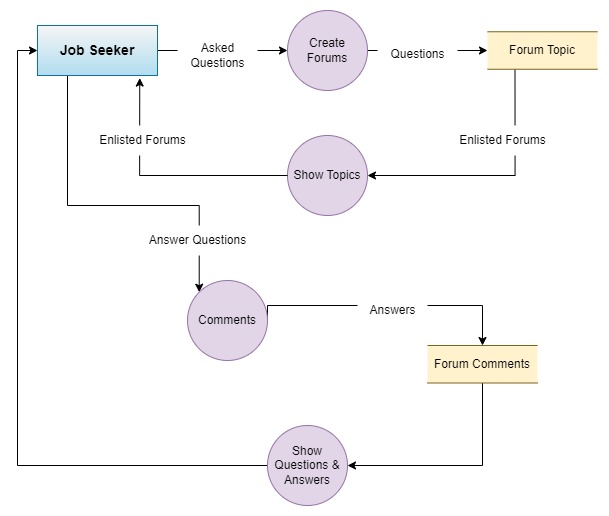 Job Seeker
Asked
Questions
Create
Forums
Questions
Forum Topic
Enlisted Forums
Enlisted Forums
Show Topics
Answer Questions
Comments
Answers
Forum Comments
Show
Questions &
Answers